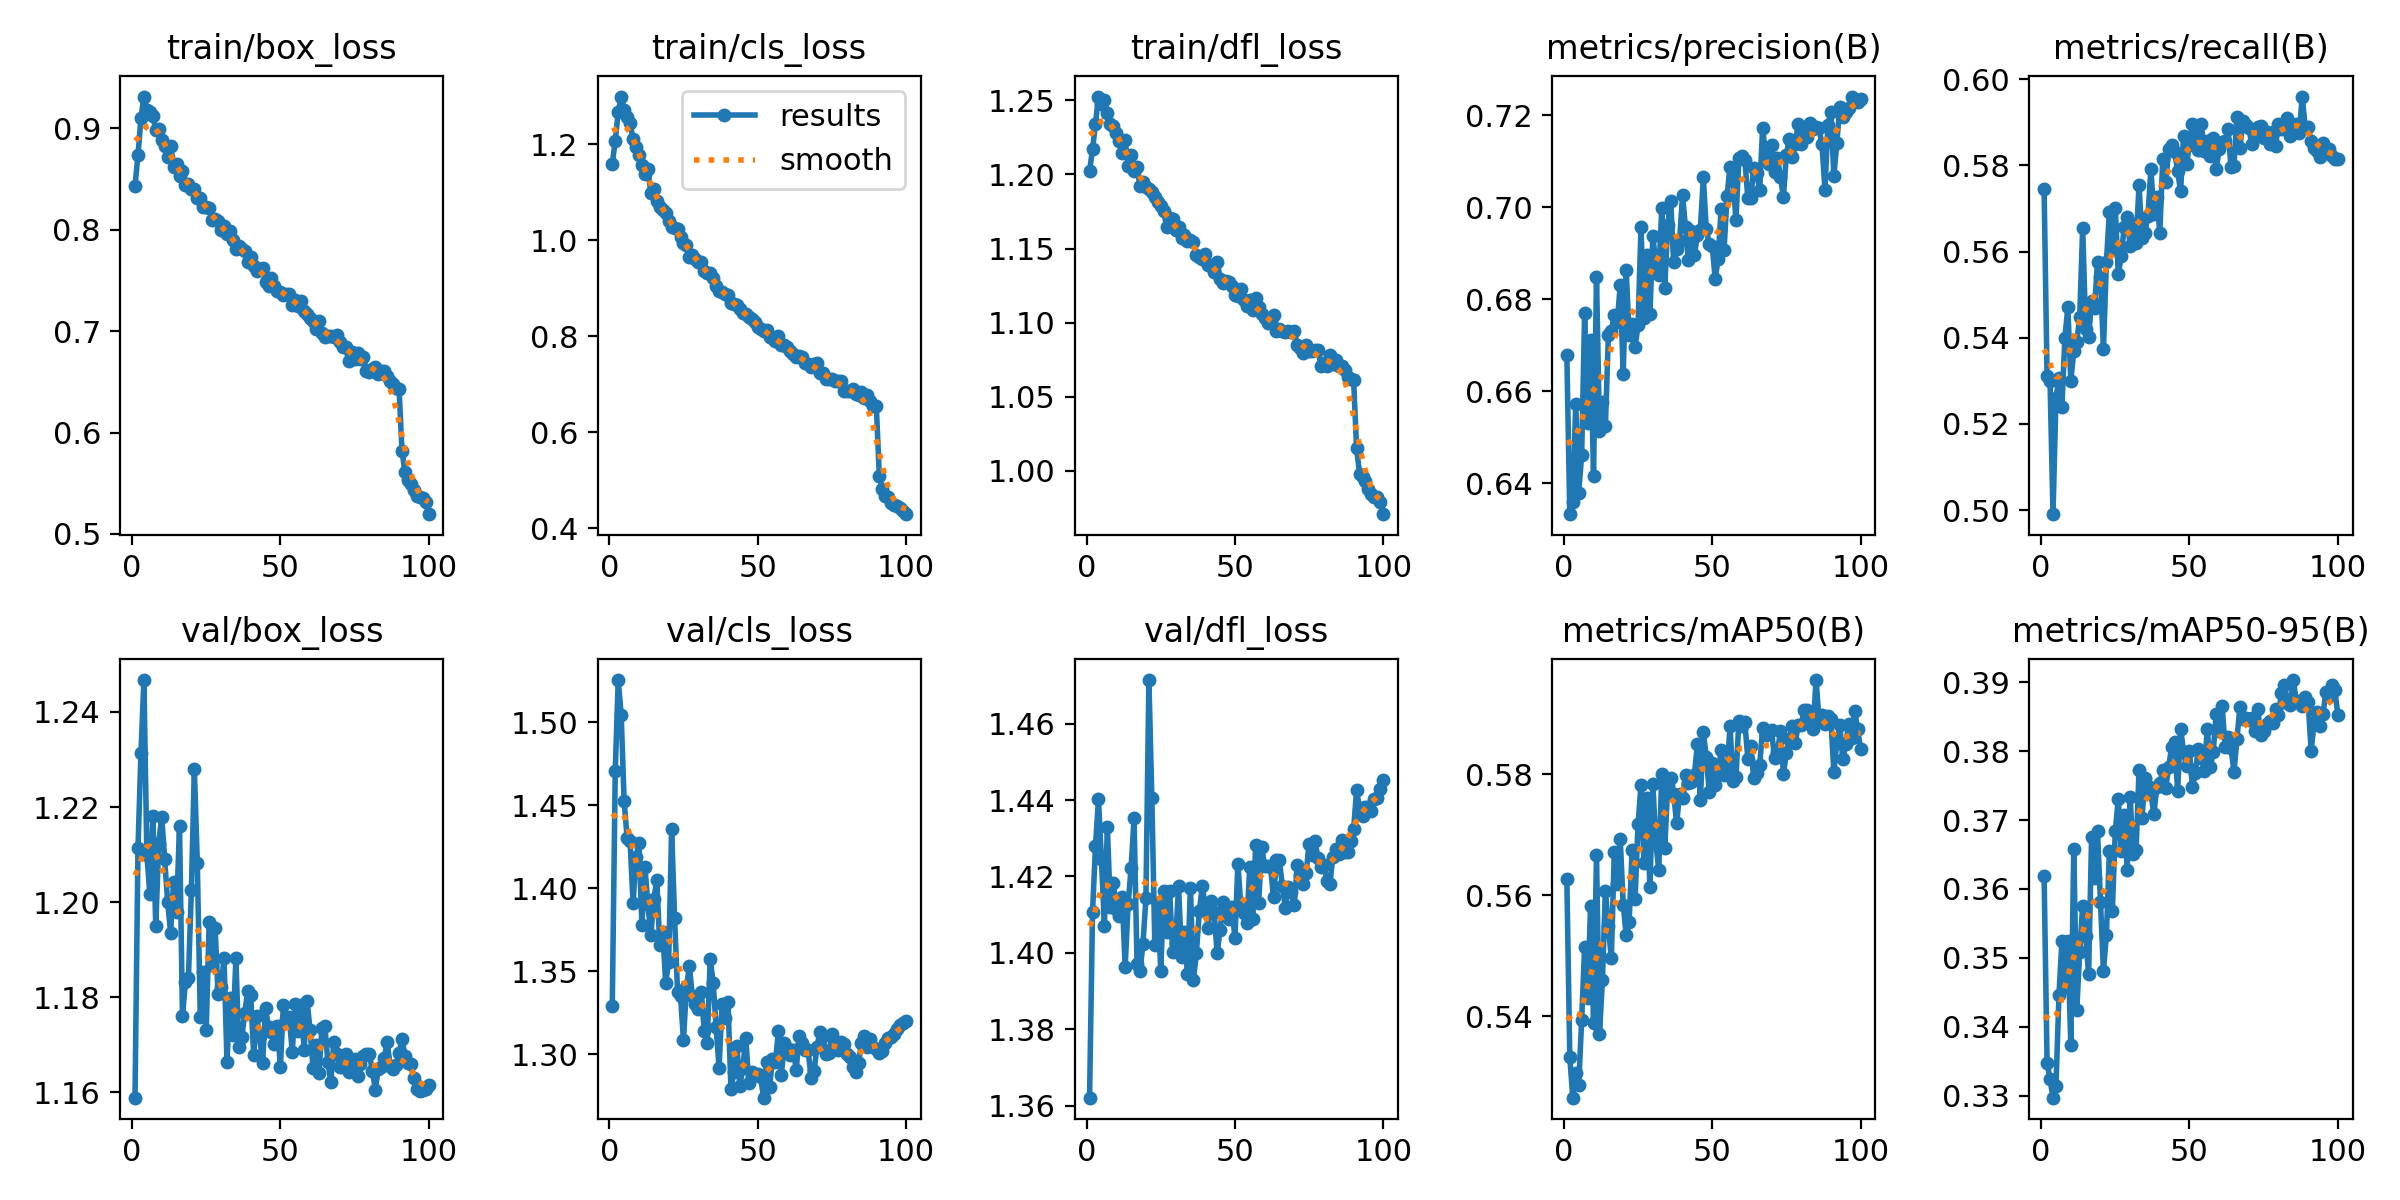 train/box_loss
0.9
0.8
0.7
0.6
0.5
0 50 100
train/cls_loss
results
smooth
1.2
1.0
0.8
0.6
0.4
0 50 100
train/dfl_loss
1.25
1.20
1.15
1.10
1.05
1.00
0 50 100
metrics/precision(B)
0.72
0.70
0.68
0.66
0.64
0 50 100
metrics/recall(B)
0.60
0.58
0.56
0.54
0.52
0.50
0 50 100
val/box_loss
1.24
1.22
1.20
1.18
1.16
0 50 100
val/cls_loss
1.50
1.45
1.40
1.35
1.30
0 50 100
val/dfl_loss
1.46
1.44
1.42
1.40
1.38
1.36
0 50 100
metrics/mAP50(B)
0.58
0.56
0.54
0 50 100
metrics/mAP50-95(B)
0.39
0.38
0.37
0.36
0.35
0.34
0.33
0 50 100